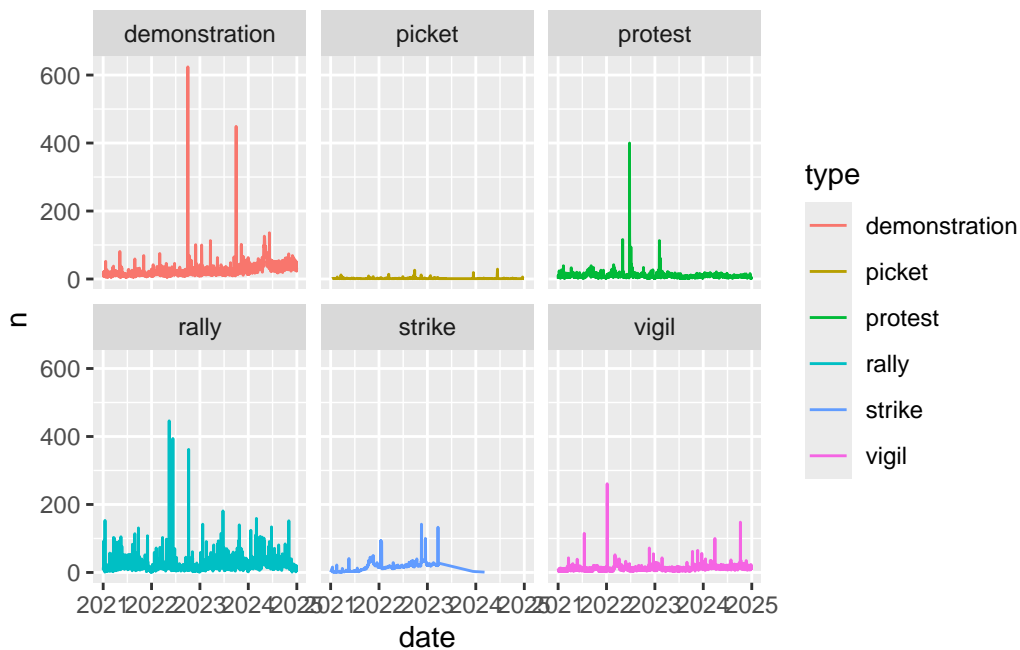 demonstration picket protest
600
400
200
0
rally strike vigil
600
400
200
0
2021 2022 2023 2024 2025 2021 2022 2023 2024 2025 2021 2022 2023 2024 2025
date
n
type
demonstration
picket
protest
rally
strike
vigil